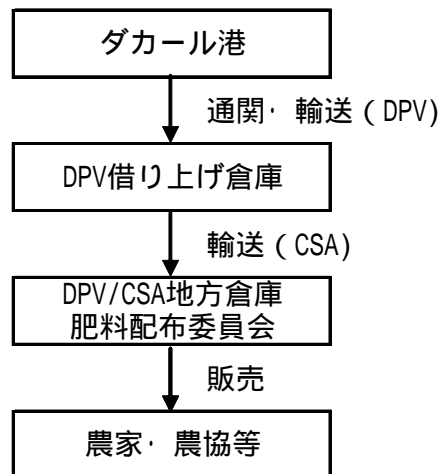 ダカール港
通関・輸送（DPV)
DPV借り上げ倉庫
輸送（CSA)
DPV/CSA地方倉庫
肥料配布委員会
販売
農家・農協等